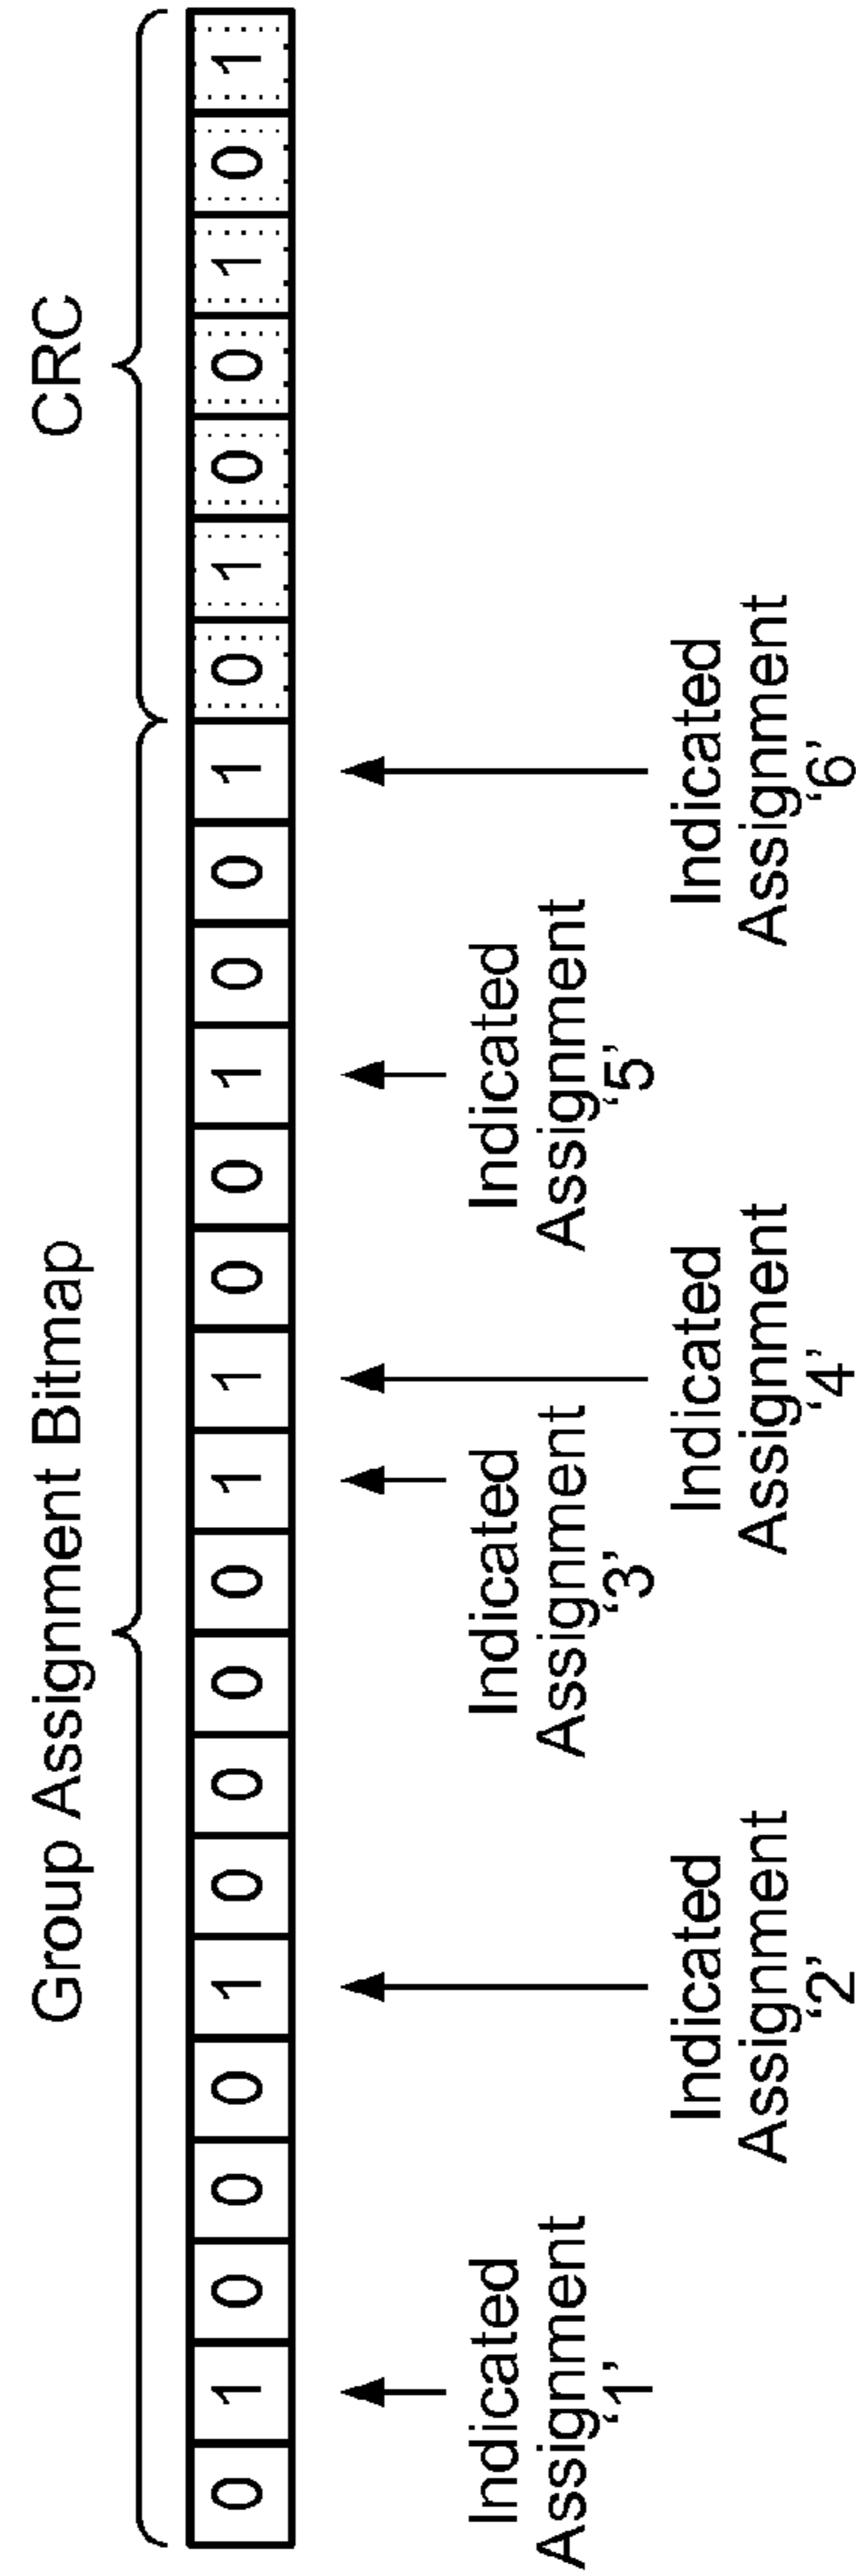 Group Assignment Bitmap
CRC
0 1 0 0 0 1 0 0 0 0 1 1 0 0 1 0 0 1 0 1 0 0 1 0 1
Indicated
Assignment
‘1’
Indicated
Assignment
‘2’
Indicated
Assignment
‘3’
Indicated
Assignment
‘4’
Indicated
Assignment
‘5’
Indicated
Assignment
‘6’